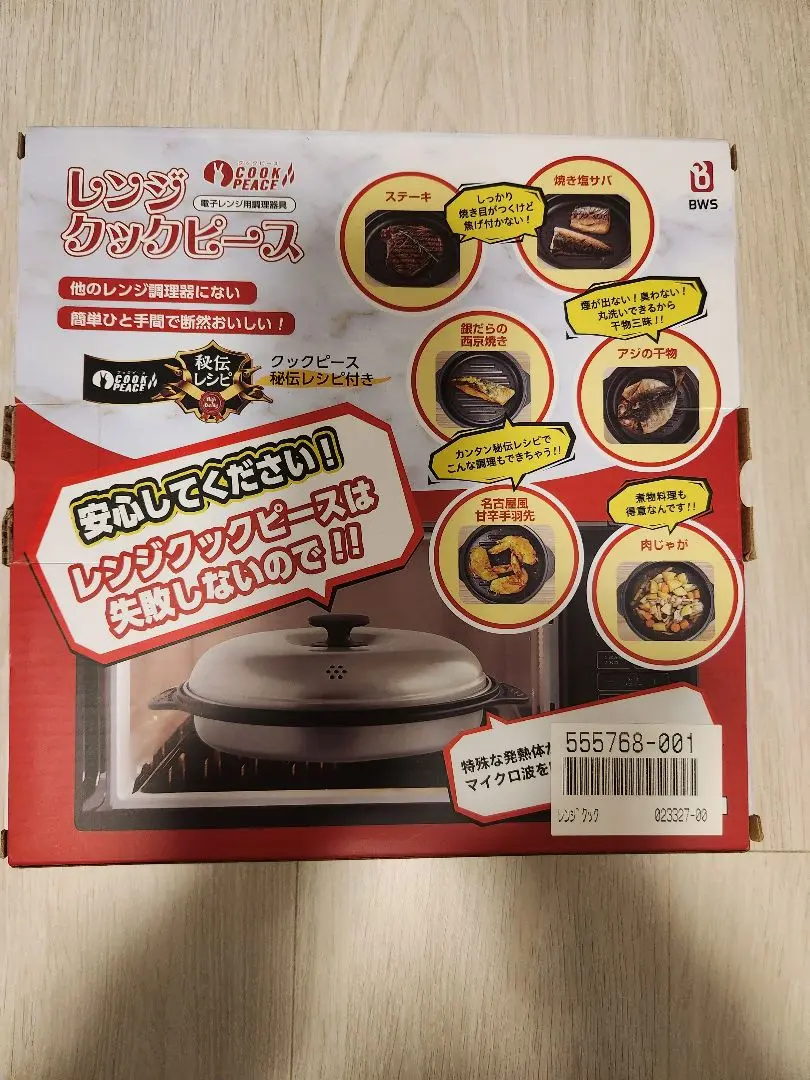 レンジ
クックピース
クックピース
COOK
PEACE
電子レンジ用調理器具
他のレンジ調理器にない
簡単ひと手間で断然おいしい！
クックピース
COOK
PEACE
秘伝
レシピ
クックピース
秘伝レシピ付き
BWS
ステーキ
しっかり
焼き目がつくけど
焦げ付かない！
焼き塩サバ
煙が出ない！臭わない！
丸洗いできるから
干物三昧！！
銀だらの
西京焼き
アジの干物
カンタン秘伝レシピで
こんな調理もできちゃう！！
名古屋風
甘辛手羽先
煮物料理も
得意なんです！！
肉じゃが
安心してください！
レンジクックピースは
失敗しないので！！
特殊な発熱体が
マイクロ波を
555768-001
レンジクック
023327-00